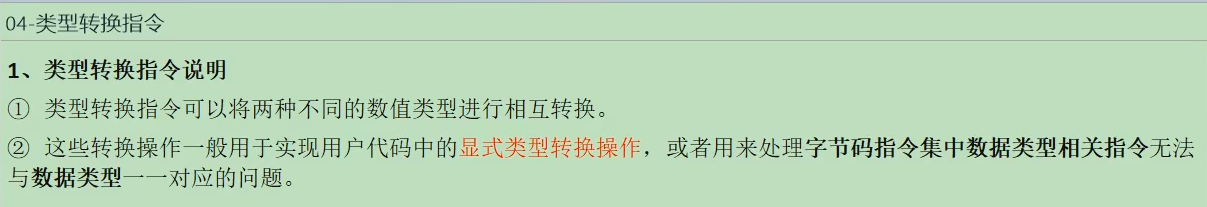 04-类型转换指令
1、类型转换指令说明
① 类型转换指令可以将两种不同的数值类型进行相互转换。
② 这些转换操作一般用于实现用户代码中的显式类型转换操作，或者用来处理字节码指令集中数据类型相关指令无法
与数据类型一一对应的问题。